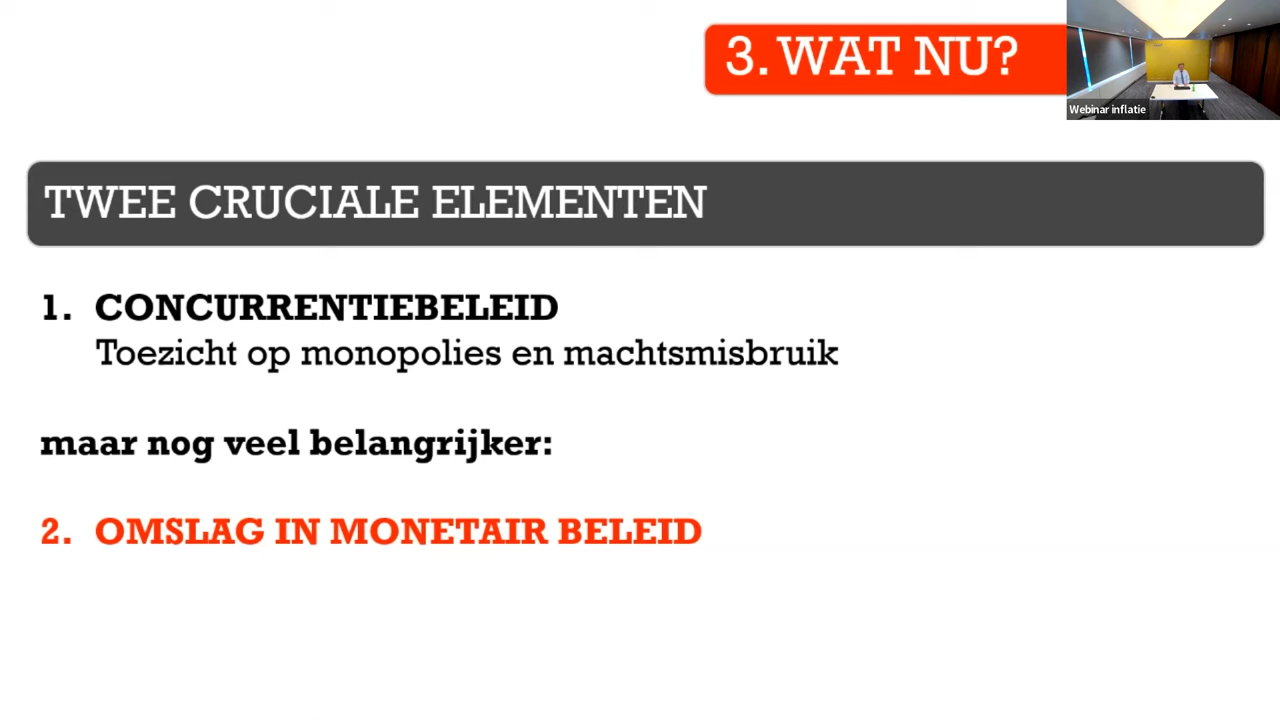 3. WAT NU?
Webinar inflatie
TWEE CRUCIALE ELEMENTEN
1. CONCURRENTIEBELEID
Toezicht op monopolies en machtsmisbruik
maar nog veel belangrijker:
2. OMSLAG IN MONETAIR BELEID